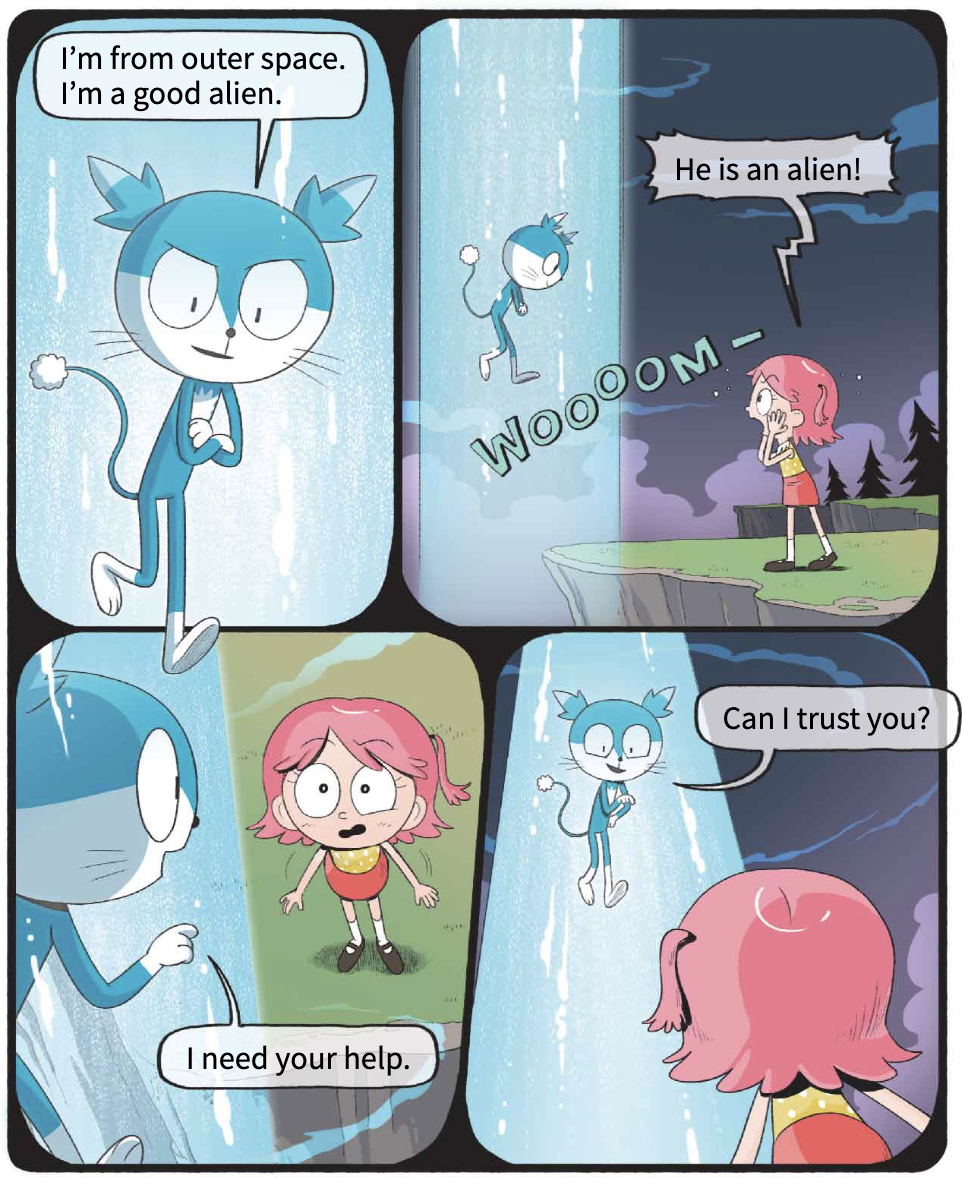 I'm from outer space.
I'm a good alien.
He is an alien!
WOOOOM–
I need your help.
Can I trust you?